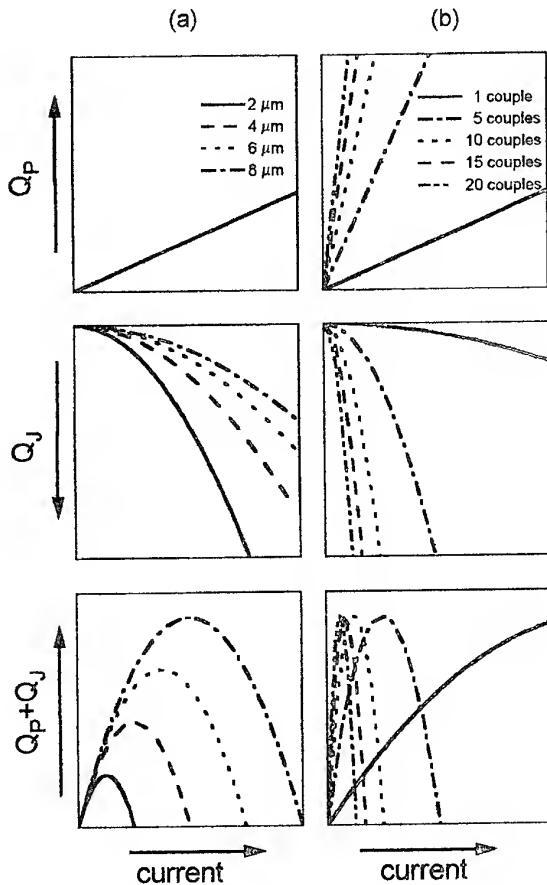 (a)
(b)
Q_P
2 μm
4 μm
6 μm
8 μm
1 couple
5 couples
10 couples
15 couples
20 couples
Q_J
Q_P+Q_J
current
current